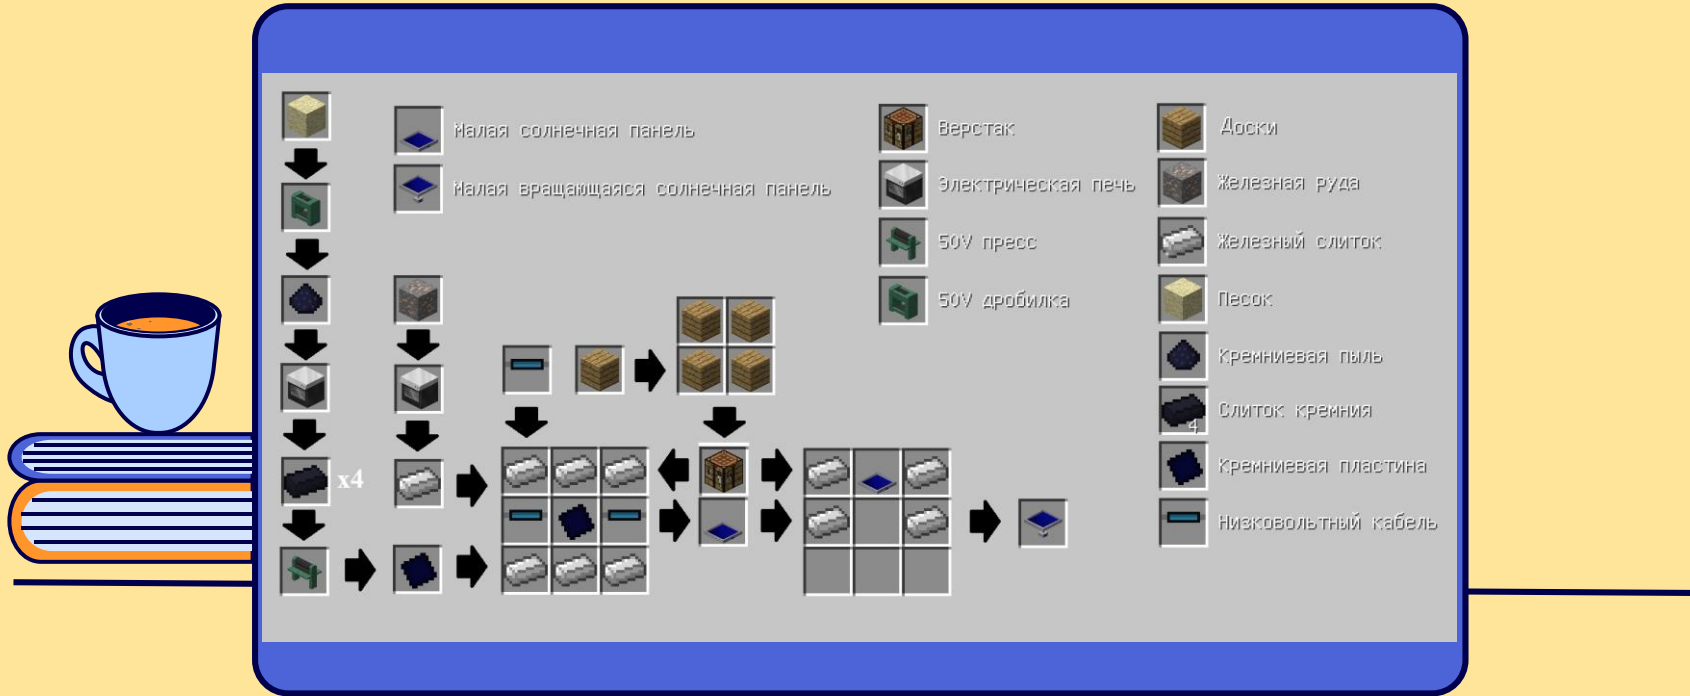 Малая солнечная панель
Малая вращающаяся солнечная панель
x4
Верстак
Электрическая печь
50V пресс
50V дробилка
Доски
Железная руда
Железный слиток
Песок
Кремниевая пыль
Слиток кремния
4
Кремниевая пластина
Низковольтный кабель